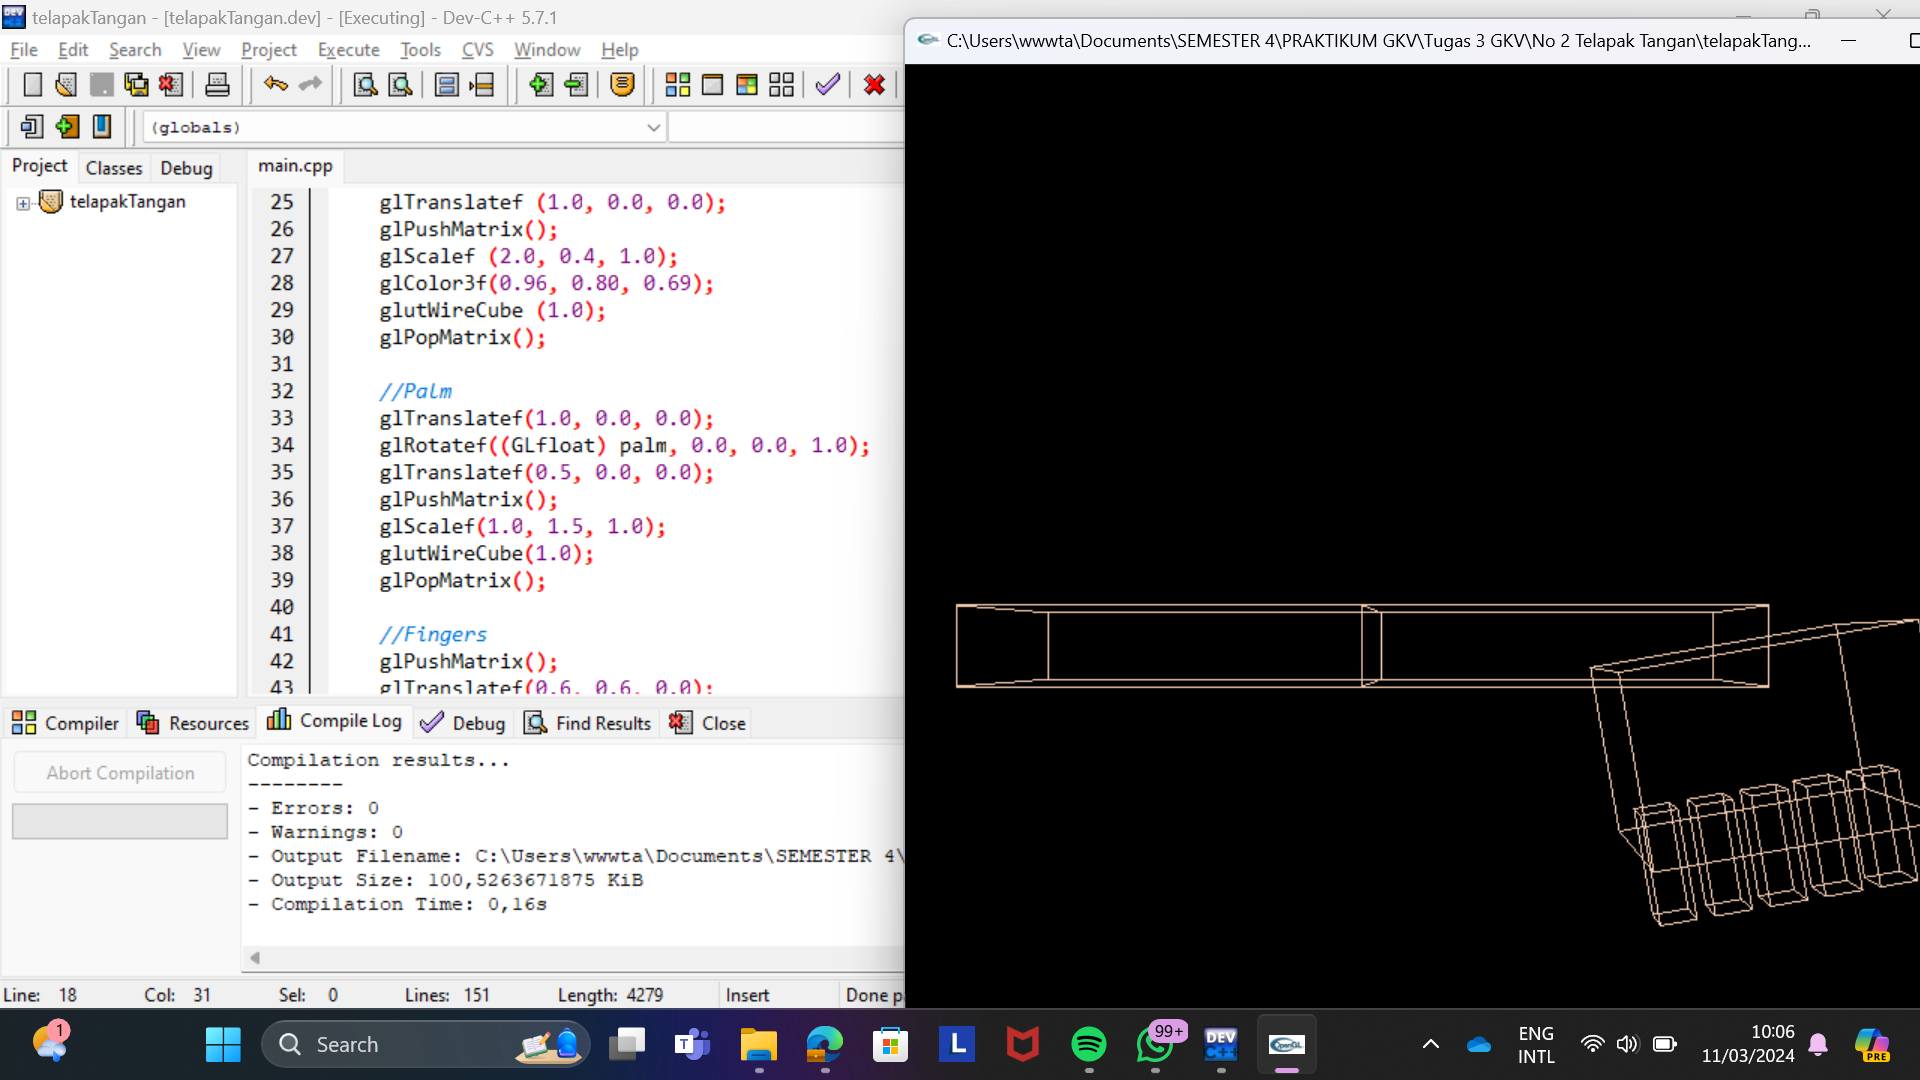 telapakTangan - [telapakTangan.dev] - [Executing] - Dev-C++ 5.7.1
File Edit Search View Project Execute Tools CVS Window Help
C:\Users\wwwta\Documents\SEMESTER 4\PRAKTIKUM GKV\Tugas 3 GKV\No 2 Telapak Tangan\telapakTang...
(globals)
Project Classes Debug
main.cpp
telapakTangan
25 glTranslatef (1.0, 0.0, 0.0);
26 glPushMatrix();
27 glScalef (2.0, 0.4, 1.0);
28 glColor3f(0.96, 0.80, 0.69);
29 glutWireCube (1.0);
30 glPopMatrix();
31
32 //Palm
33 glTranslatef(1.0, 0.0, 0.0);
34 glRotatef((GLfloat) palm, 0.0, 0.0, 1.0);
35 glTranslatef(0.5, 0.0, 0.0);
36 glPushMatrix();
37 glScalef(1.0, 1.5, 1.0);
38 glutWireCube(1.0);
39 glPopMatrix();
40
41 //Fingers
42 glPushMatrix();
43 glTranslatef(0.6, 0.6, 0.0);
Compiler Resources Compile Log Debug Find Results Close
Abort Compilation
Compilation results...
--------
- Errors: 0
- Warnings: 0
- Output Filename: C:\Users\wwwta\Documents\SEMESTER 4\
- Output Size: 100,5263671875 KiB
- Compilation Time: 0,16s
Line: 18 Col: 31 Sel: 0 Lines: 151 Length: 4279 Insert Done p
1
Search
T
L
99+
DEV C++
OpenGL
ENG
INTL
10:06
11/03/2024
PRE